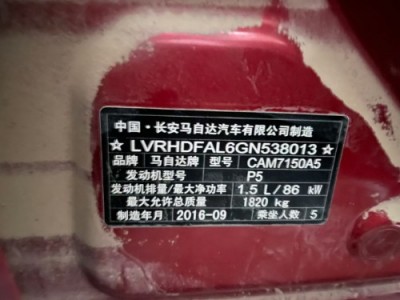 中国·长安马自达汽车有限公司制造
LVRHDFAL6GN538013
品牌 马自达牌 型号 CAM7150A5
发动机型号 P5
发动机排量/最大净功率 1.5 L/86 kW
最大允许总质量 1820 kg
制造年月 2016-09 乘坐人数 5